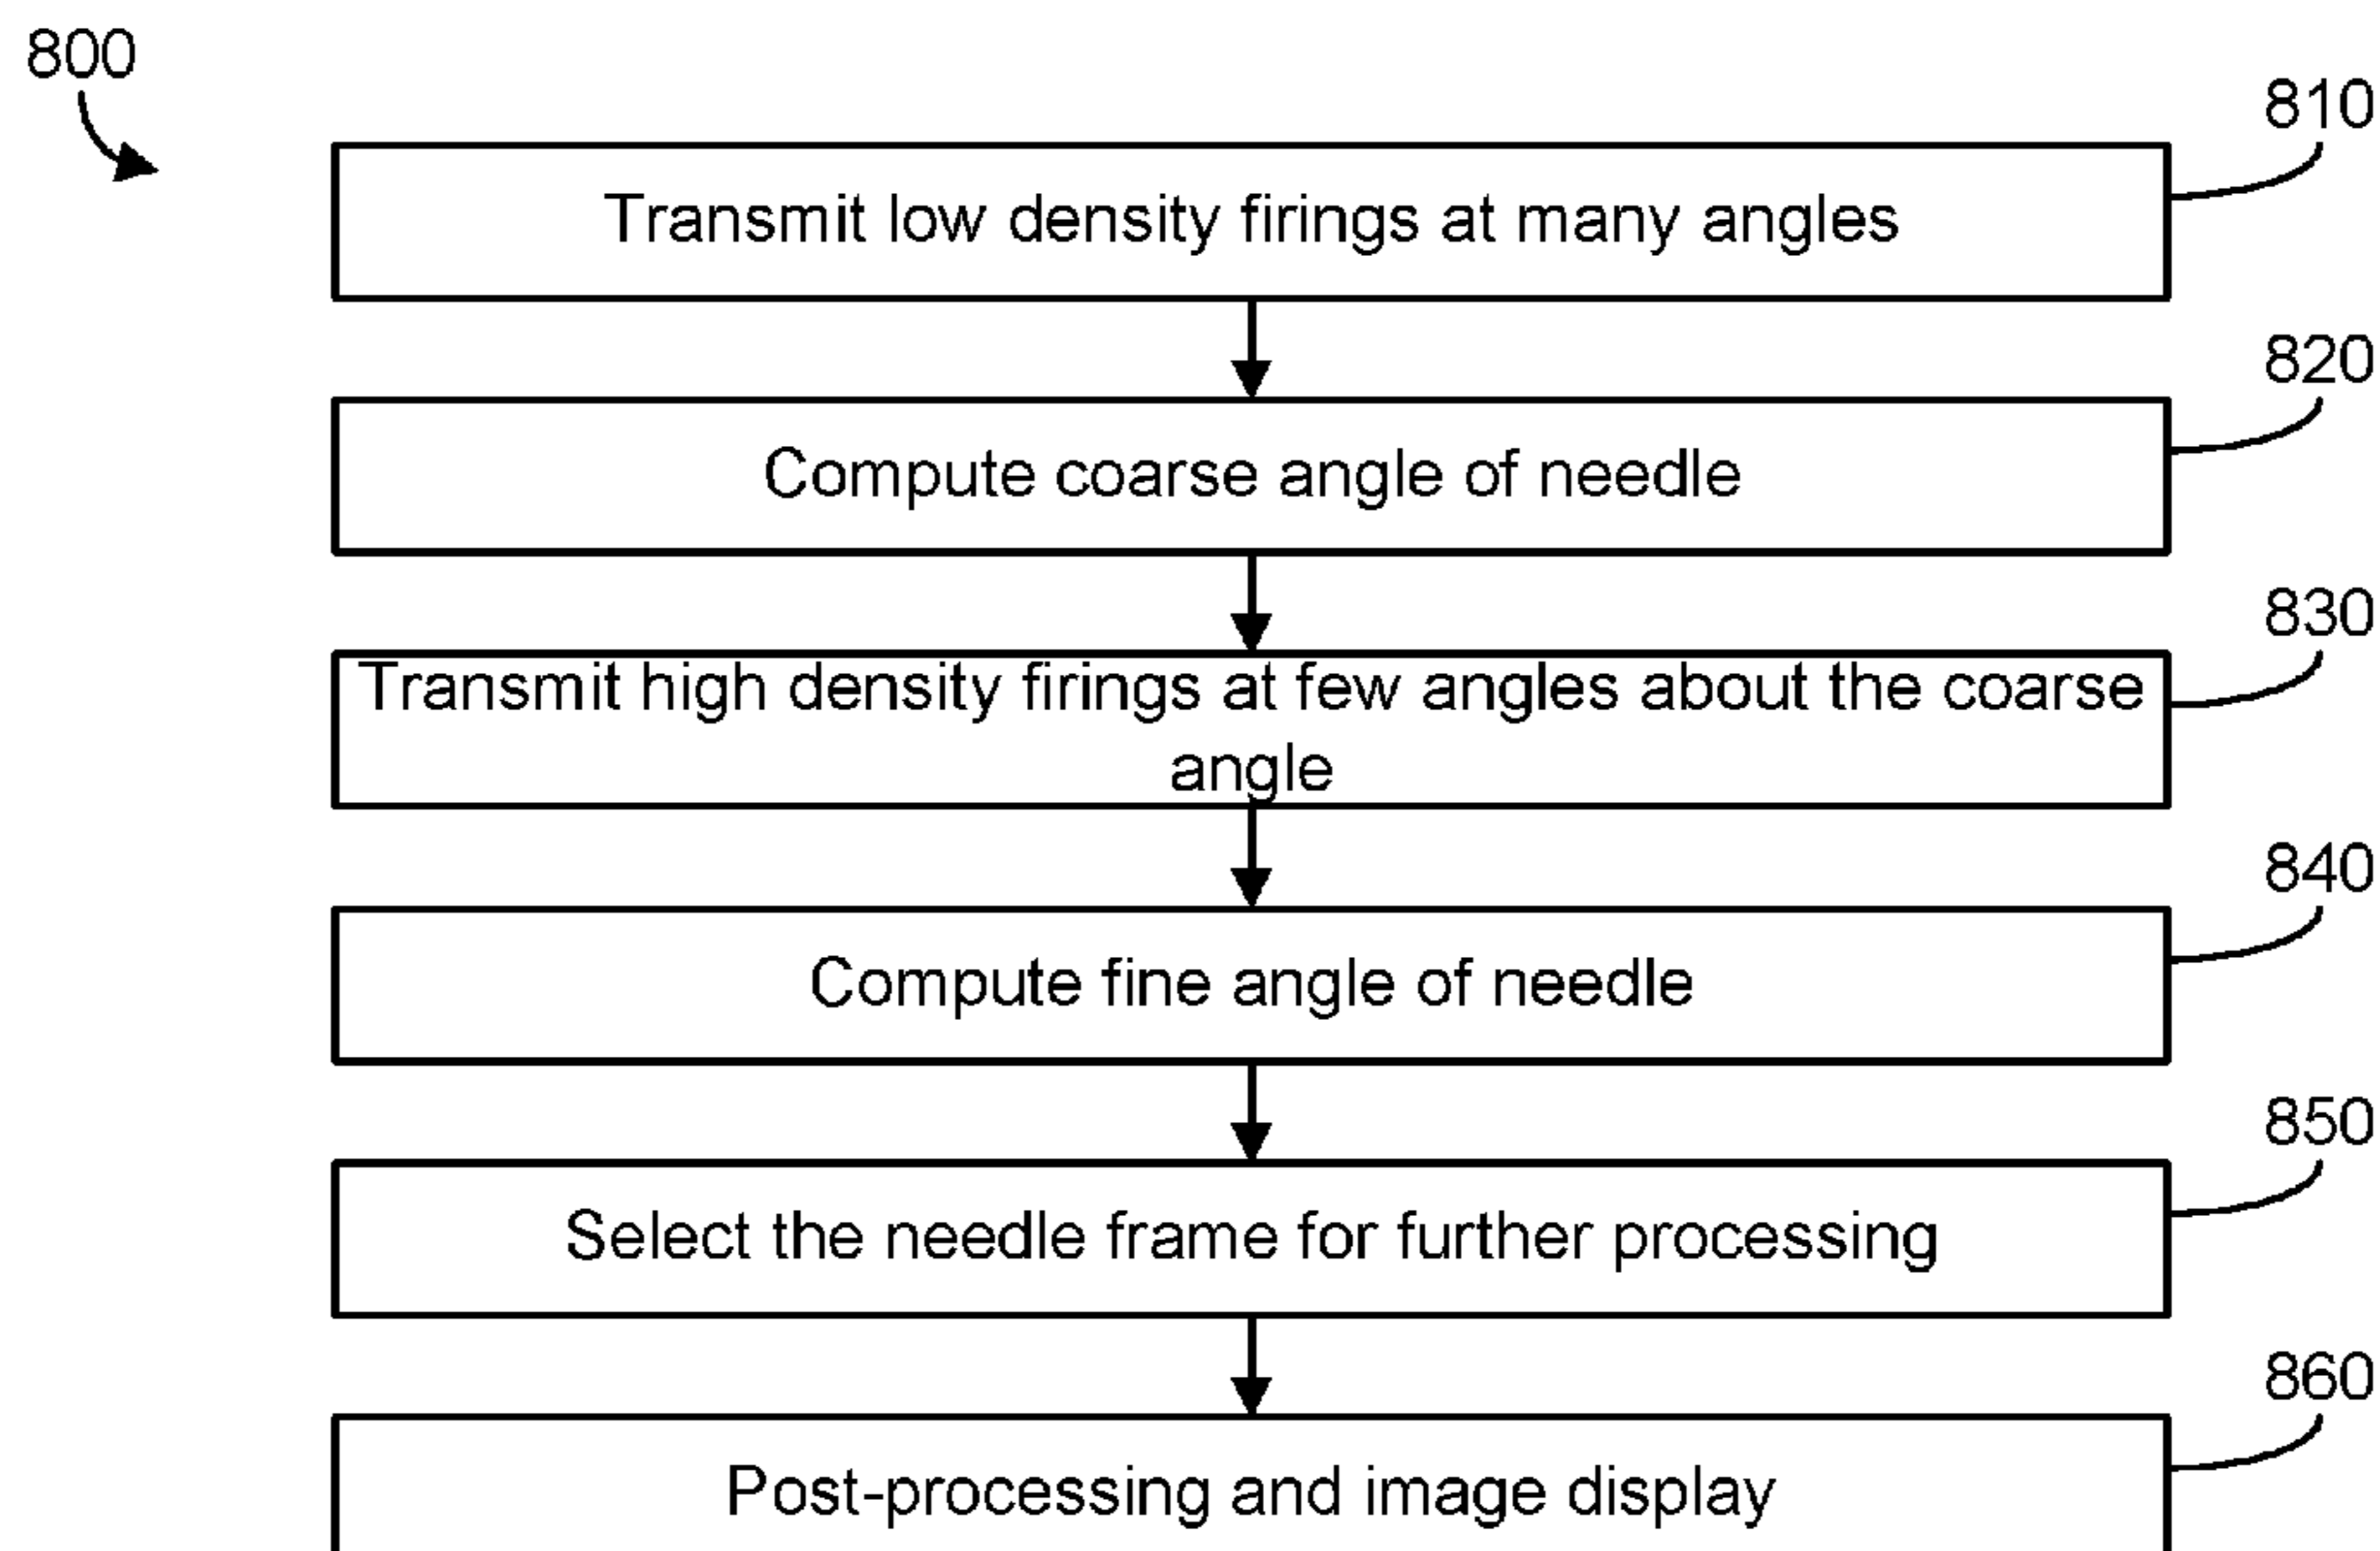 800
810
Transmit low density firings at many angles
820
Compute coarse angle of needle
830
Transmit high density firings at few angles about the coarse
angle
840
Compute fine angle of needle
850
Select the needle frame for further processing
860
Post-processing and image display